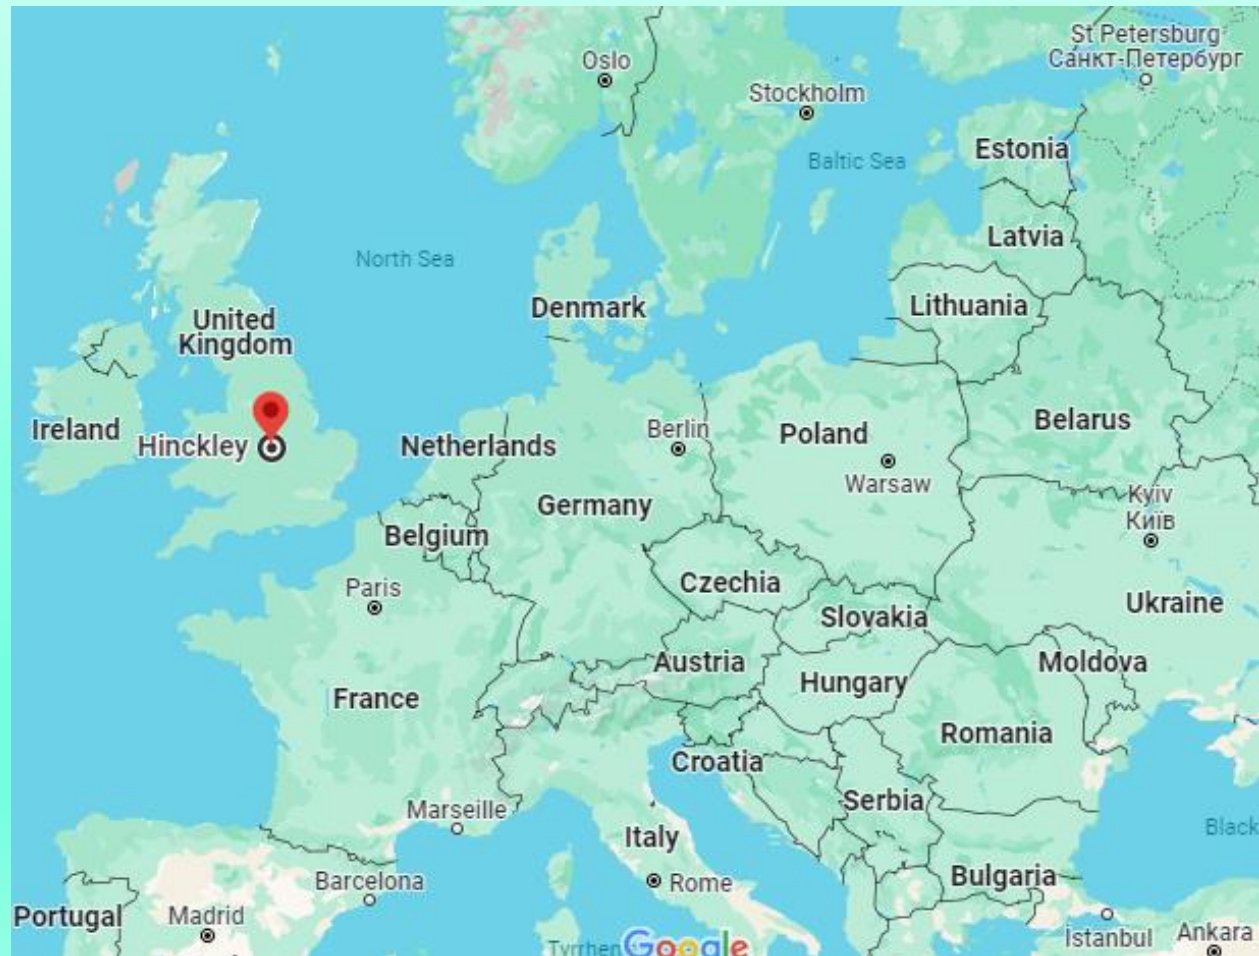 Oslo
St Petersburg
Санкт-Петербург
Stockholm
Baltic Sea
Estonia
Latvia
North Sea
Denmark
Lithuania
United
Kingdom
Ireland
Hinckley
Netherlands
Berlin
Poland
Warsaw
Belarus
Germany
Belgium
Kyiv
Київ
Paris
Czechia
Slovakia
Ukraine
Austria
Hungary
Moldova
France
Romania
Croatia
Serbia
Marseille
Italy
Black
Barcelona
Rome
Bulgaria
Portugal
Madrid
Tyrrhen
Google
İstanbul
Ankara